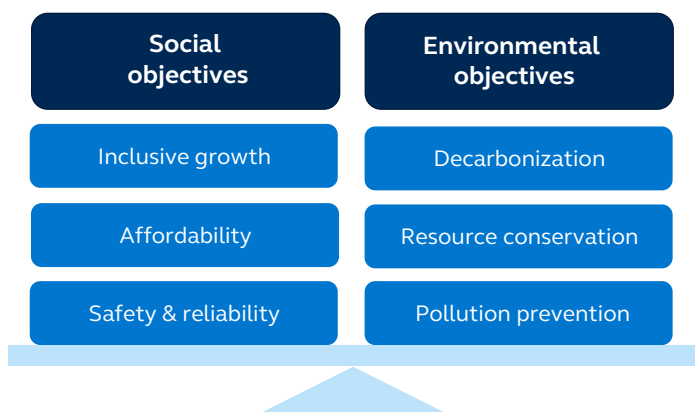 Social
objectives
Environmental
objectives
Inclusive growth
Decarbonization
Affordability
Resource conservation
Safety & reliability
Pollution prevention